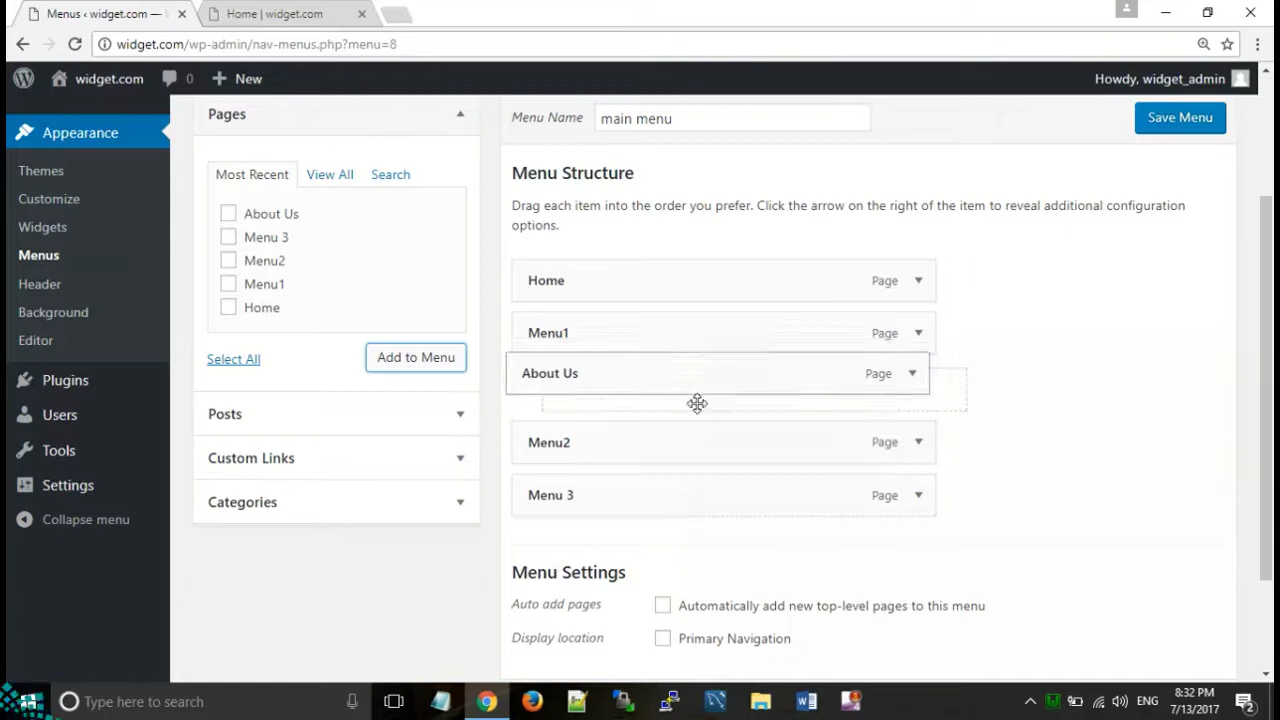 Menus ‹ widget.com — W
Home | widget.com
widget.com/wp-admin/nav-menus.php?menu=8
widget.com
0
New
Howdy, widget_admin
Appearance
Themes
Customize
Widgets
Menus
Header
Background
Editor
Plugins
Users
Tools
Settings
Collapse menu
Pages
Most Recent
View All
Search
About Us
Menu 3
Menu2
Menu1
Home
Select All
Add to Menu
Posts
Custom Links
Categories
Menu Name
main menu
Save Menu
Menu Structure
Drag each item into the order you prefer. Click the arrow on the right of the item to reveal additional configuration
options.
Home Page
Menu1 Page
About Us Page
Menu2 Page
Menu 3 Page
Menu Settings
Auto add pages
Automatically add new top-level pages to this menu
Display location
Primary Navigation
Type here to search
ENG
8:32 PM
7/13/2017
2